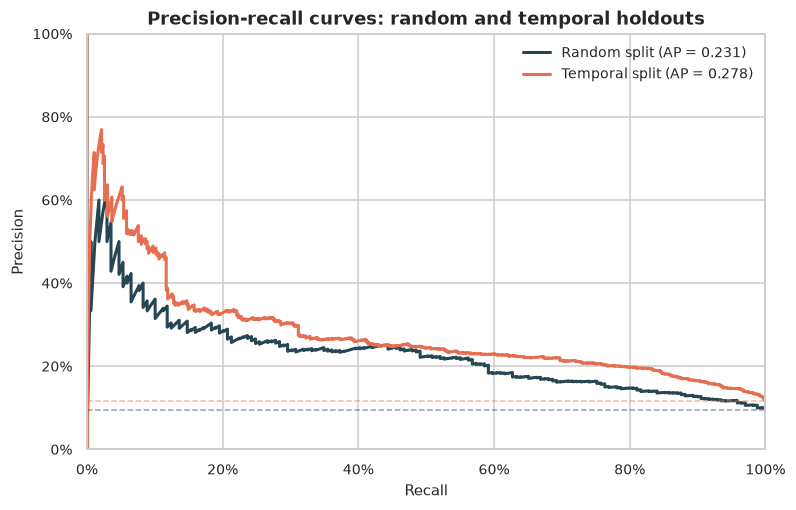 Precision-recall curves: random and temporal holdouts
Random split (AP = 0.231)
Temporal split (AP = 0.278)
Precision
100%
80%
60%
40%
20%
0%
0%
20%
40%
60%
80%
100%
Recall